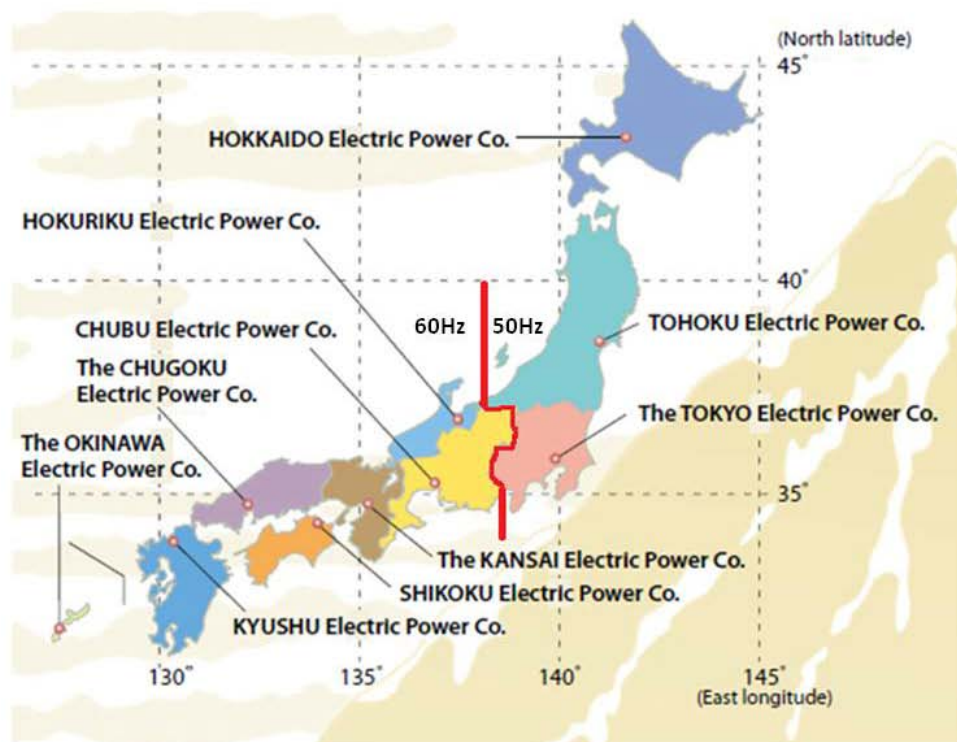 (North latitude)
45°
HOKKAIDO Electric Power Co.
HOKURIKU Electric Power Co.
40°
60Hz
50Hz
CHUBU Electric Power Co.
TOHOKU Electric Power Co.
The CHUGOKU
Electric Power Co.
The TOKYO Electric Power Co.
The OKINAWA
Electric Power Co.
35°
The KANSAI Electric Power Co.
SHIKOKU Electric Power Co.
KYUSHU Electric Power Co.
130°
135°
140°
145°
(East longitude)